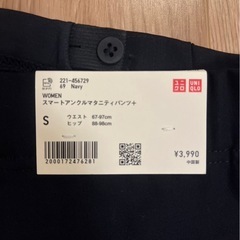 221-456729
69 Navy
WOMEN
スマートアンクルマタニティパンツ+
S
ウエスト 67-97cm
ヒップ 88-98cm
2000172476281
ユニ
クロ
UNI
QLO
¥3,990
中国製